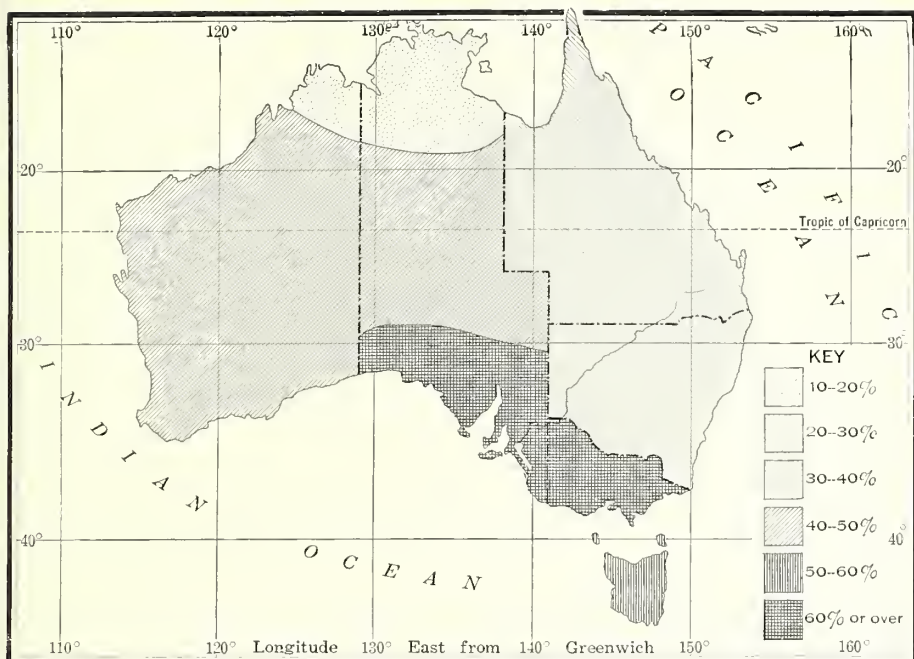 110° 120° 130° 140° 150° 160°
PACIFIC
OCEAN
20° 20°
Tropic of Capricorn
30° 30°
INDIAN
OCEAN
40° 40°
KEY
10-20%
20-30%
30-40%
40-50%
50-60%
60% or over
110° 120° Longitude 130° East from 140° Greenwich 150° 160°